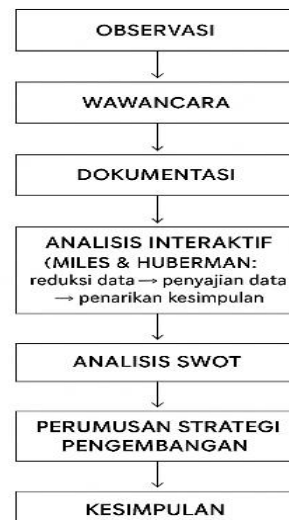 OBSERVASI
WAWANCARA
DOKUMENTASI
ANALISIS INTERAKTIF
(MILES & HUBERMAN:
reduksi data → penyajian data
→ penarikan kesimpulan
ANALISIS SWOT
PERUMUSAN STRATEGI
PENGEMBANGAN
KESIMPULAN